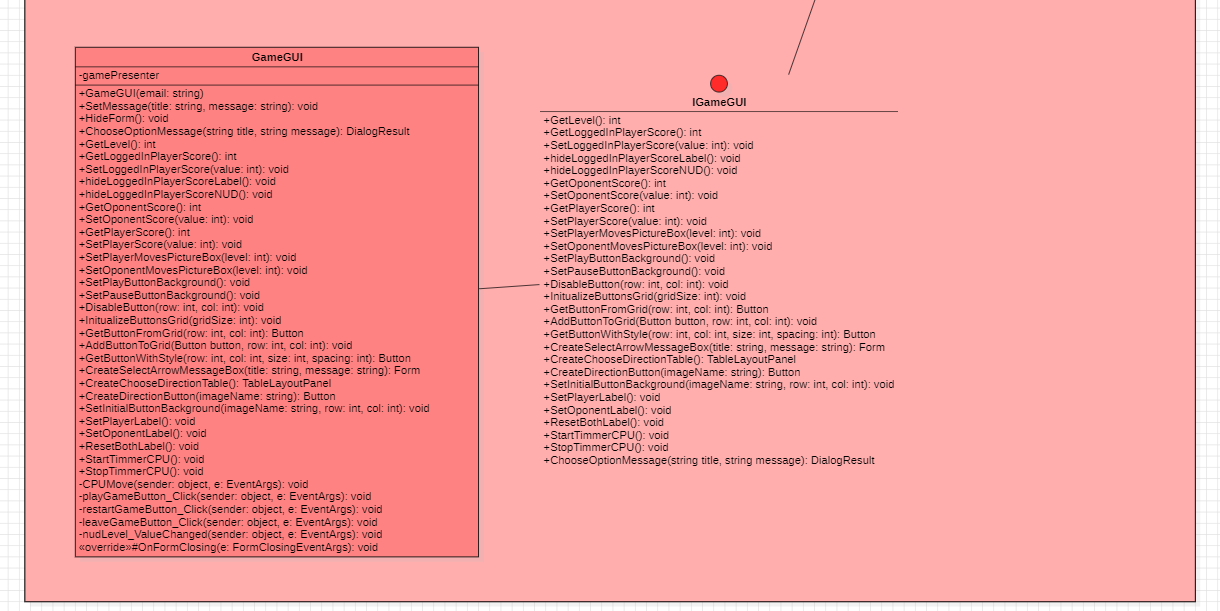 GameGUI
-gamePresenter
+GameGUI(email: string)
+SetMessage(title: string, message: string): void
+HideForm(): void
+ChooseOptionMessage(string title, string message): DialogResult
+GetLevel(): int
+GetLoggedInPlayerScore(): int
+SetLoggedInPlayerScore(value: int): void
+hideLoggedInPlayerScoreLabel(): void
+hideLoggedInPlayerScoreNUD(): void
+GetOponentScore(): int
+SetOponentScore(value: int): void
+GetPlayerScore(): int
+SetPlayerScore(value: int): void
+SetPlayerMovesPictureBox(level: int): void
+SetOponentMovesPictureBox(level: int): void
+SetPlayButtonBackground(): void
+SetPauseButtonBackground(): void
+DisableButton(row: int, col: int): void
+InitualizeButtonsGrid(gridSize: int): void
+GetButtonFromGrid(row: int, col: int): Button
+AddButtonToGrid(Button button, row: int, col: int): void
+GetButtonWithStyle(row: int, col: int, size: int, spacing: int): Button
+CreateSelectArrowMessageBox(title: string, message: string): Form
+CreateChooseDirectionTable(): TableLayoutPanel
+CreateDirectionButton(imageName: string): Button
+SetInitialButtonBackground(imageName: string, row: int, col: int): void
+SetPlayerLabel(): void
+SetOponentLabel(): void
+ResetBothLabel(): void
+StartTimmerCPU(): void
+StopTimmerCPU(): void
-CPUMove(sender: object, e: EventArgs): void
-playGameButton_Click(sender: object, e: EventArgs): void
-restartGameButton_Click(sender: object, e: EventArgs): void
-leaveGameButton_Click(sender: object, e: EventArgs): void
-nudLevel_ValueChanged(sender: object, e: EventArgs): void
«override»#OnFormClosing(e: FormClosingEventArgs): void
IGameGUI
+GetLevel(): int
+GetLoggedInPlayerScore(): int
+SetLoggedInPlayerScore(value: int): void
+hideLoggedInPlayerScoreLabel(): void
+hideLoggedInPlayerScoreNUD(): void
+GetOponentScore(): int
+SetOponentScore(value: int): void
+GetPlayerScore(): int
+SetPlayerScore(value: int): void
+SetPlayerMovesPictureBox(level: int): void
+SetOponentMovesPictureBox(level: int): void
+SetPlayButtonBackground(): void
+SetPauseButtonBackground(): void
+DisableButton(row: int, col: int): void
+InitualizeButtonsGrid(gridSize: int): void
+GetButtonFromGrid(row: int, col: int): Button
+AddButtonToGrid(Button button, row: int, col: int): void
+GetButtonWithStyle(row: int, col: int, size: int, spacing: int): Button
+CreateSelectArrowMessageBox(title: string, message: string): Form
+CreateChooseDirectionTable(): TableLayoutPanel
+CreateDirectionButton(imageName: string): Button
+SetInitialButtonBackground(imageName: string, row: int, col: int): void
+SetPlayerLabel(): void
+SetOponentLabel(): void
+ResetBothLabel(): void
+StartTimmerCPU(): void
+StopTimmerCPU(): void
+ChooseOptionMessage(string title, string message): DialogResult